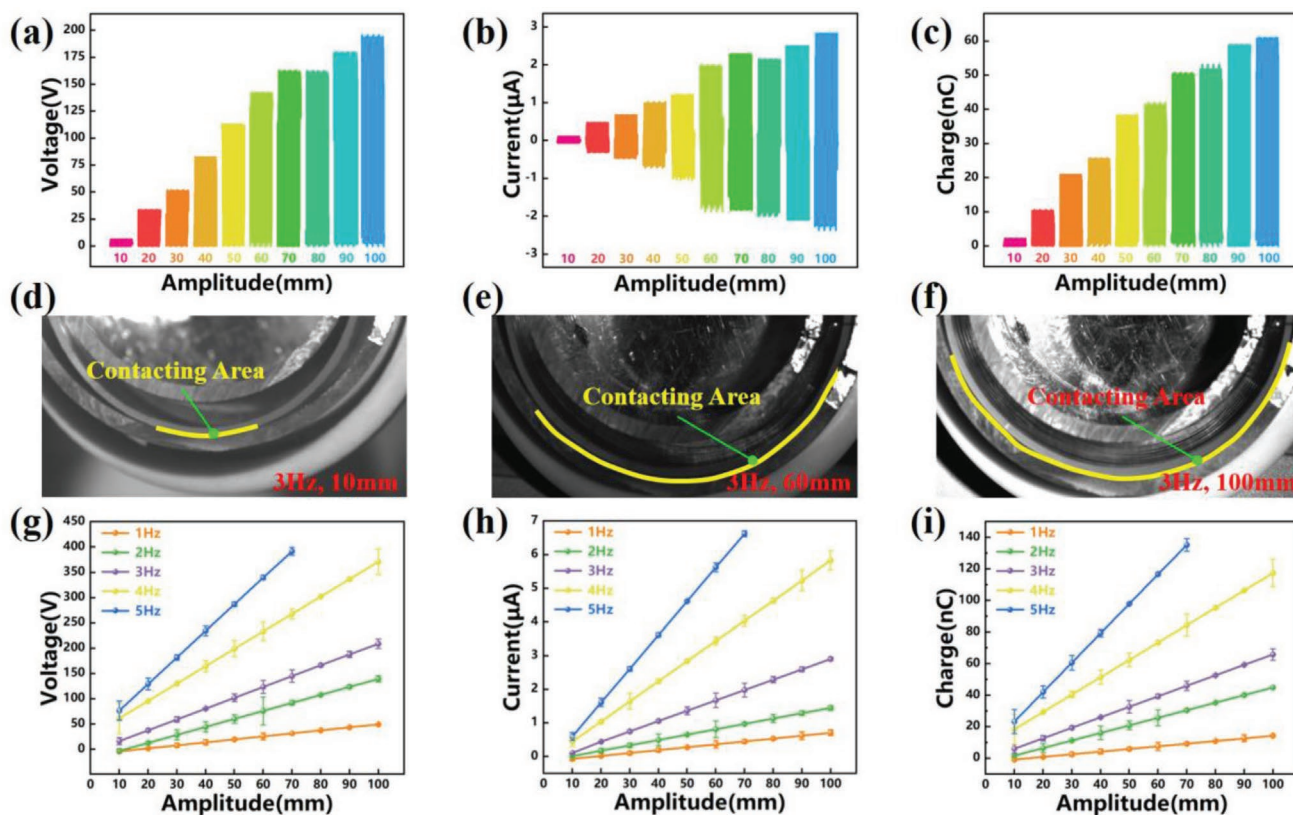 (a)
Voltage(V)
200
175
150
125
100
75
50
25
0
10 20 30 40 50 60 70 80 90 100
Amplitude(mm)
(b)
Current(μA)
3
2
1
0
-1
-2
-3
10 20 30 40 50 60 70 80 90 100
Amplitude(mm)
(c)
Charge(nC)
60
50
40
30
20
10
0
10 20 30 40 50 60 70 80 90 100
Amplitude(mm)
(d)
Contacting Area
3Hz, 10mm
(e)
Contacting Area
3Hz, 60mm
(f)
Contacting Area
3Hz, 100mm
(g)
Voltage(V)
450
400
350
300
250
200
150
100
50
0
1Hz
2Hz
3Hz
4Hz
5Hz
10 20 30 40 50 60 70 80 90 100
Amplitude(mm)
(h)
Current(μA)
7
6
5
4
3
2
1
0
1Hz
2Hz
3Hz
4Hz
5Hz
10 20 30 40 50 60 70 80 90 100
Amplitude(mm)
(i)
Charge(nC)
140
120
100
80
60
40
20
0
1Hz
2Hz
3Hz
4Hz
5Hz
10 20 30 40 50 60 70 80 90 100
Amplitude(mm)